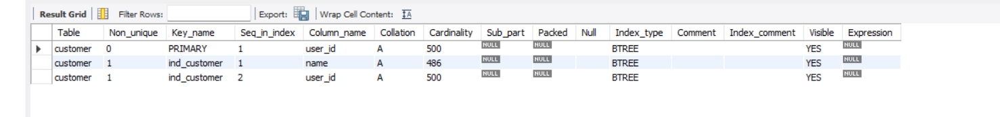 Result Grid Filter Rows: Export: Wrap Cell Content: IA
Table Non_unique Key_name Seq_in_index Column_name Collation Cardinality Sub_part Packed Null Index_type Comment Index_comment Visible Expression
customer 0 PRIMARY 1 user_id A 500 NULL NULL BTREE YES NULL
customer 1 ind_customer 1 name A 486 NULL NULL BTREE YES NULL
customer 1 ind_customer 2 user_id A 500 NULL NULL BTREE YES NULL